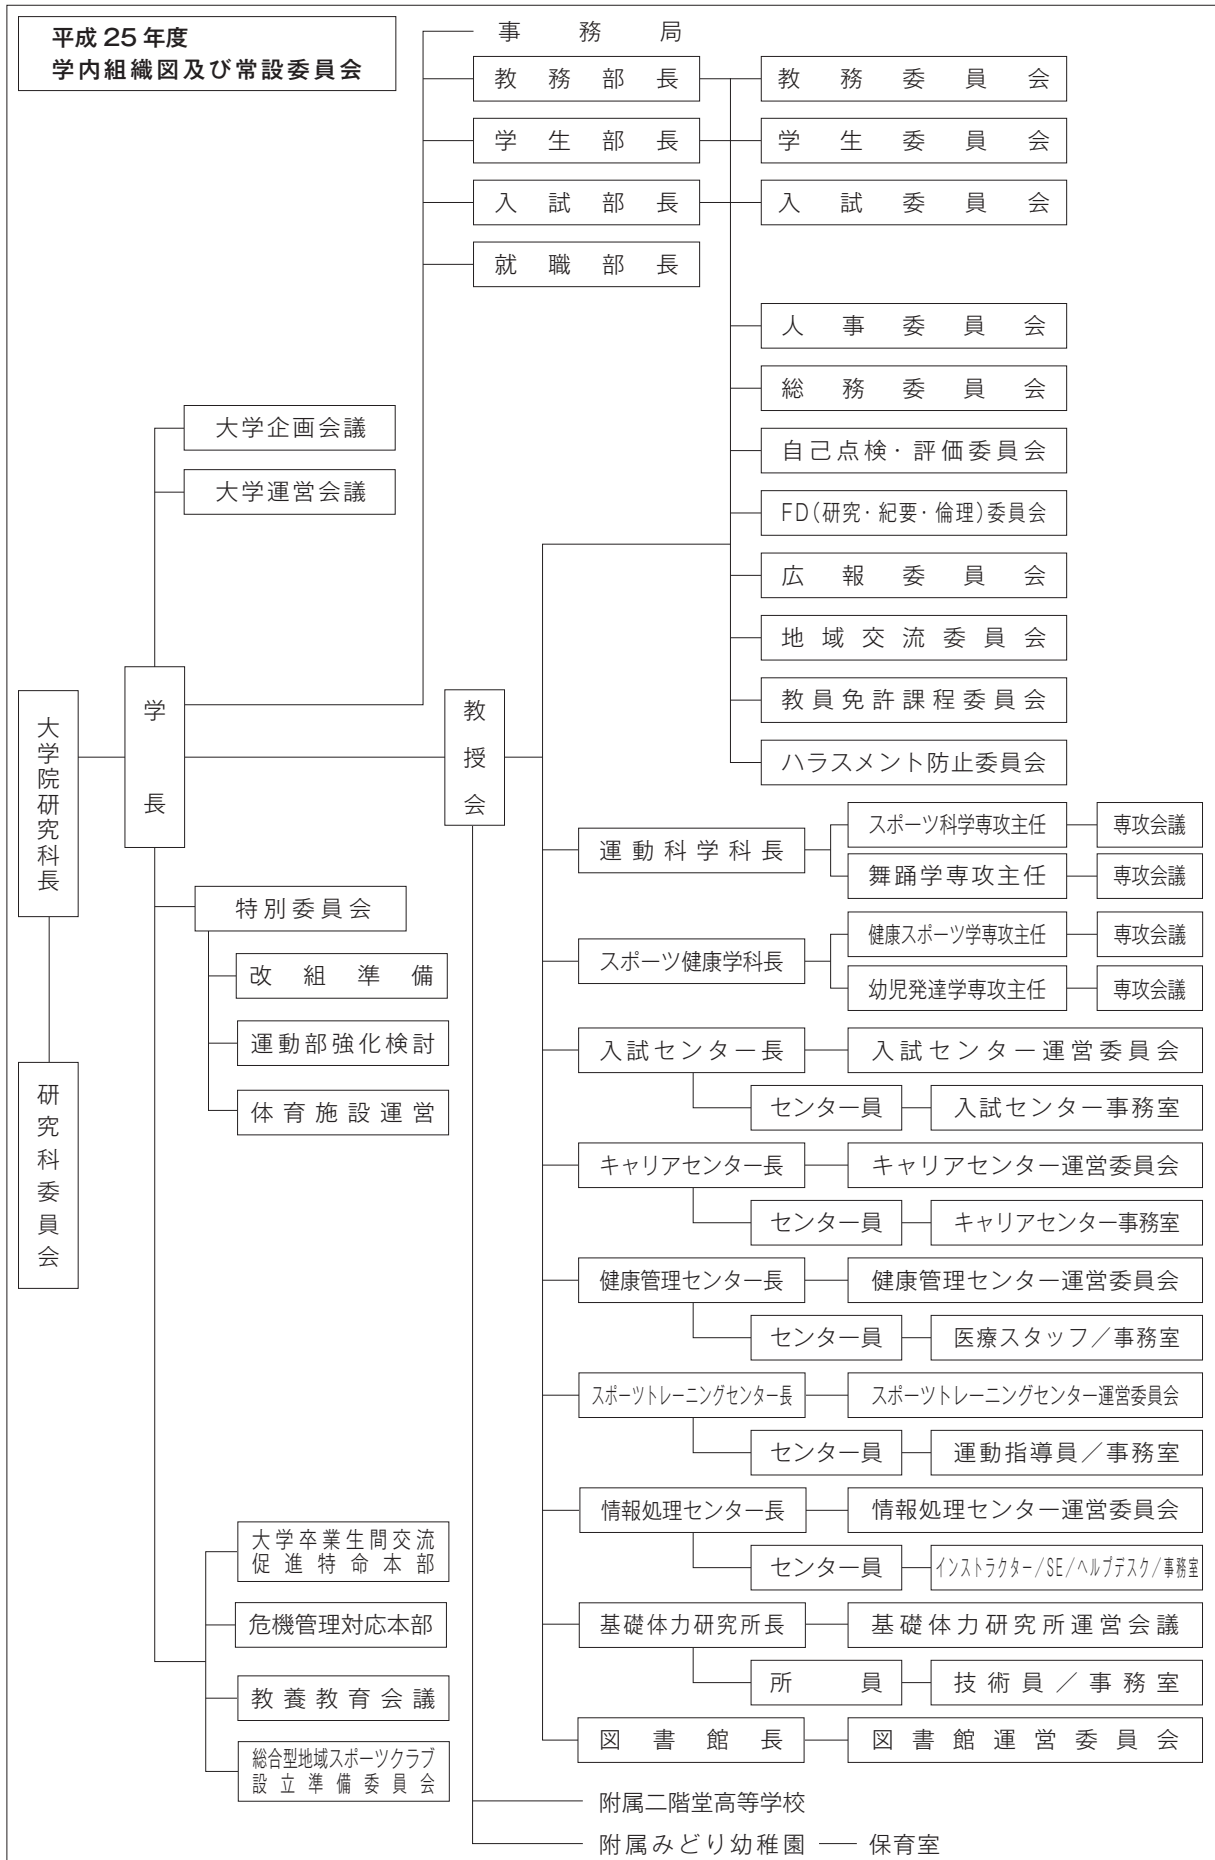 平成25年度
学内組織図及び常設委員会
事務局
教務部長
教務委員会
学生部長
学生委員会
入試部長
入試委員会
就職部長
人事委員会
総務委員会
自己点検・評価委員会
FD(研究・紀要・倫理)委員会
広報委員会
地域交流委員会
教員免許課程委員会
ハラスメント防止委員会
大学企画会議
大学運営会議
大学院研究科長
学長
教授会
研究科委員会
特別委員会
改組準備
運動部強化検討
体育施設運営
大学卒業生間交流
促進特命本部
危機管理対応本部
教養教育会議
総合型地域スポーツクラブ
設立準備委員会
運動科学科長
スポーツ科学専攻主任
専攻会議
舞踊学専攻主任
専攻会議
スポーツ健康学科長
健康スポーツ学専攻主任
専攻会議
幼児発達学専攻主任
専攻会議
入試センター長
入試センター運営委員会
センター員
入試センター事務室
キャリアセンター長
キャリアセンター運営委員会
センター員
キャリアセンター事務室
健康管理センター長
健康管理センター運営委員会
センター員
医療スタッフ/事務室
スポーツトレーニングセンター長
スポーツトレーニングセンター運営委員会
センター員
運動指導員/事務室
情報処理センター長
情報処理センター運営委員会
センター員
インストラクター/SE/ヘルプデスク/事務室
基礎体力研究所長
基礎体力研究所運営会議
所員
技術員/事務室
図書館長
図書館運営委員会
附属二階堂高等学校
附属みどり幼稚園
保育室